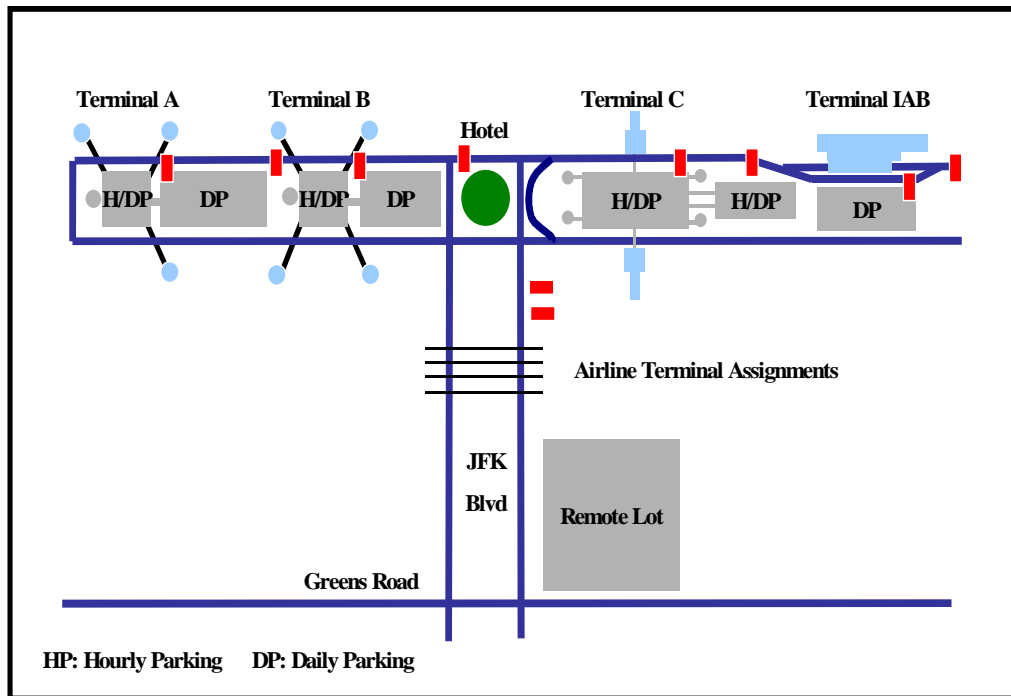 Terminal A
Terminal B
Hotel
Terminal C
Terminal IAB
H/DP
DP
H/DP
DP
H/DP
H/DP
DP
Airline Terminal Assignments
JFK
Blvd
Remote Lot
Greens Road
HP: Hourly Parking
DP: Daily Parking